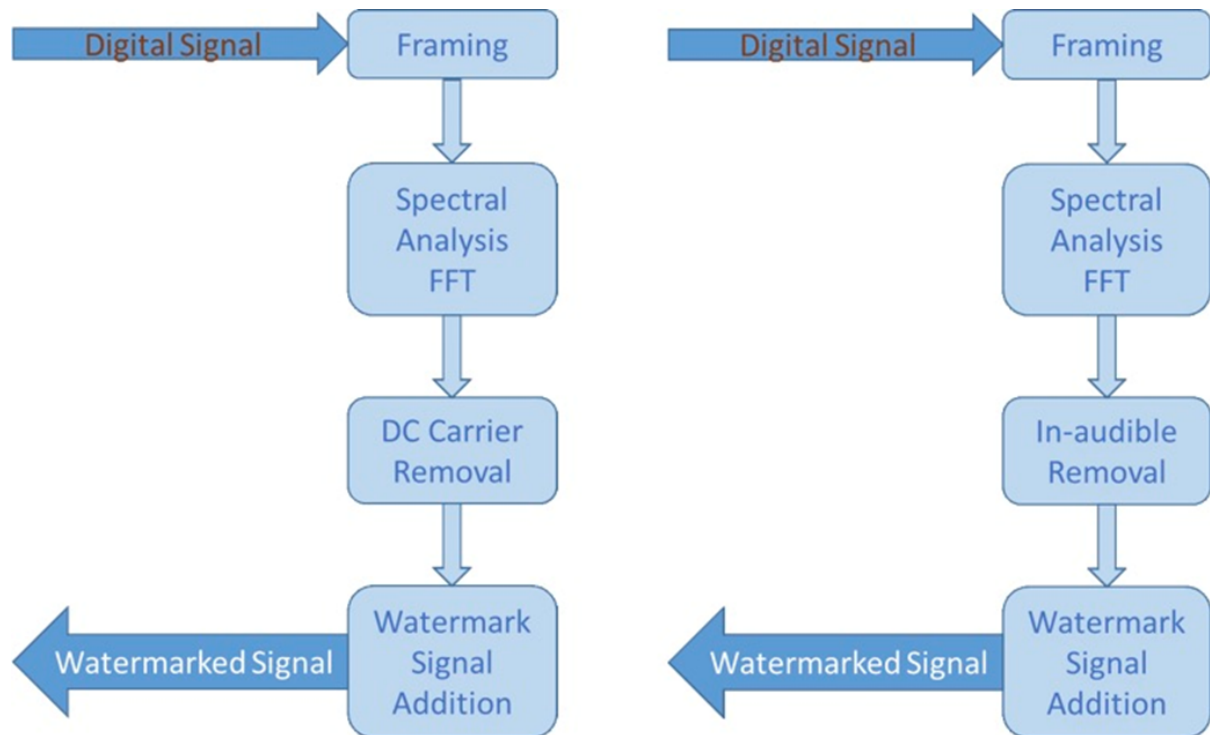 Digital Signal
Framing
Spectral
Analysis
FFT
DC Carrier
Removal
Watermark
Signal
Addition
Watermarked Signal
Digital Signal
Framing
Spectral
Analysis
FFT
In-audible
Removal
Watermark
Signal
Addition
Watermarked Signal